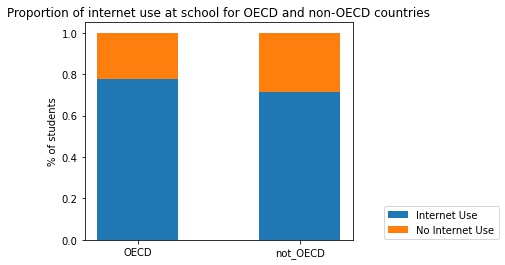 Proportion of internet use at school for OECD and non-OECD countries
% of students
1.0
0.8
0.6
0.4
0.2
0.0
OECD
not_OECD
Internet Use
No Internet Use